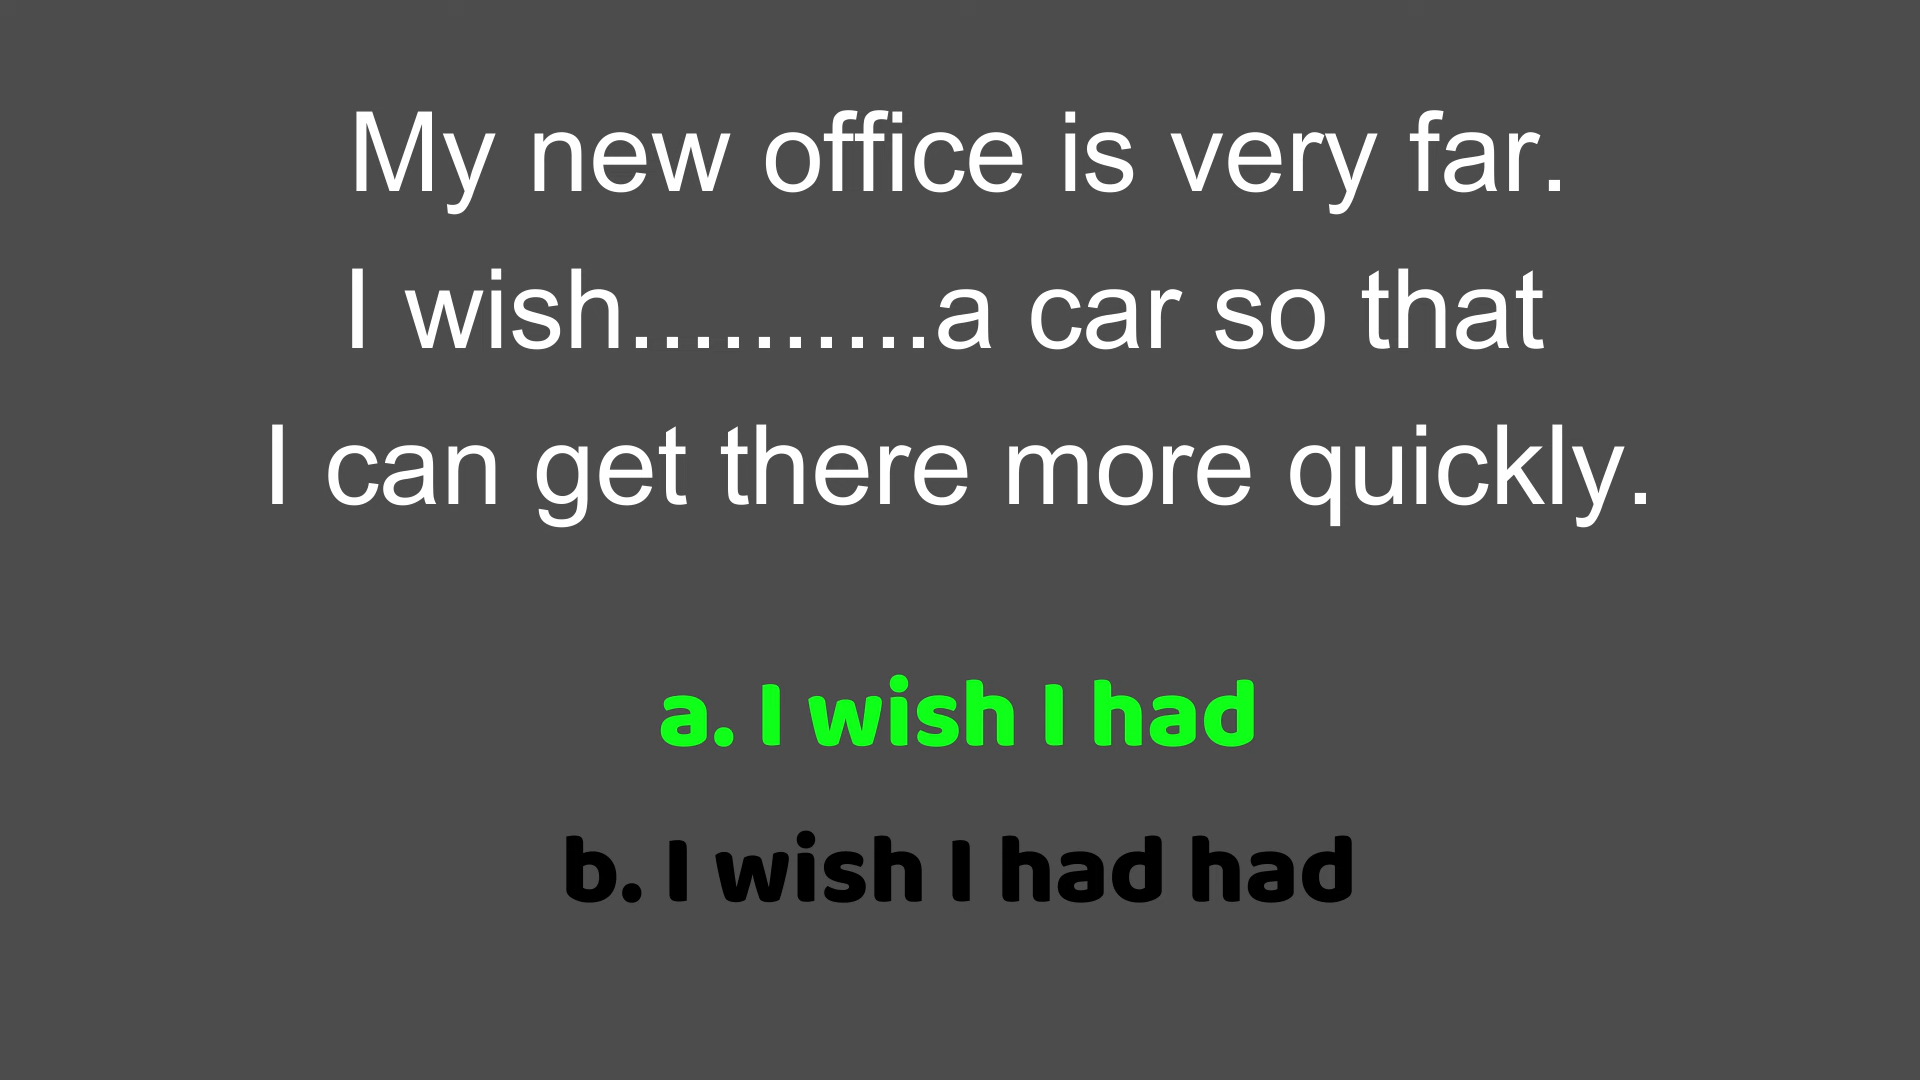 My new office is very far.
I wish..........a car so that
I can get there more quickly.
a. I wish I had
b. I wish I had had